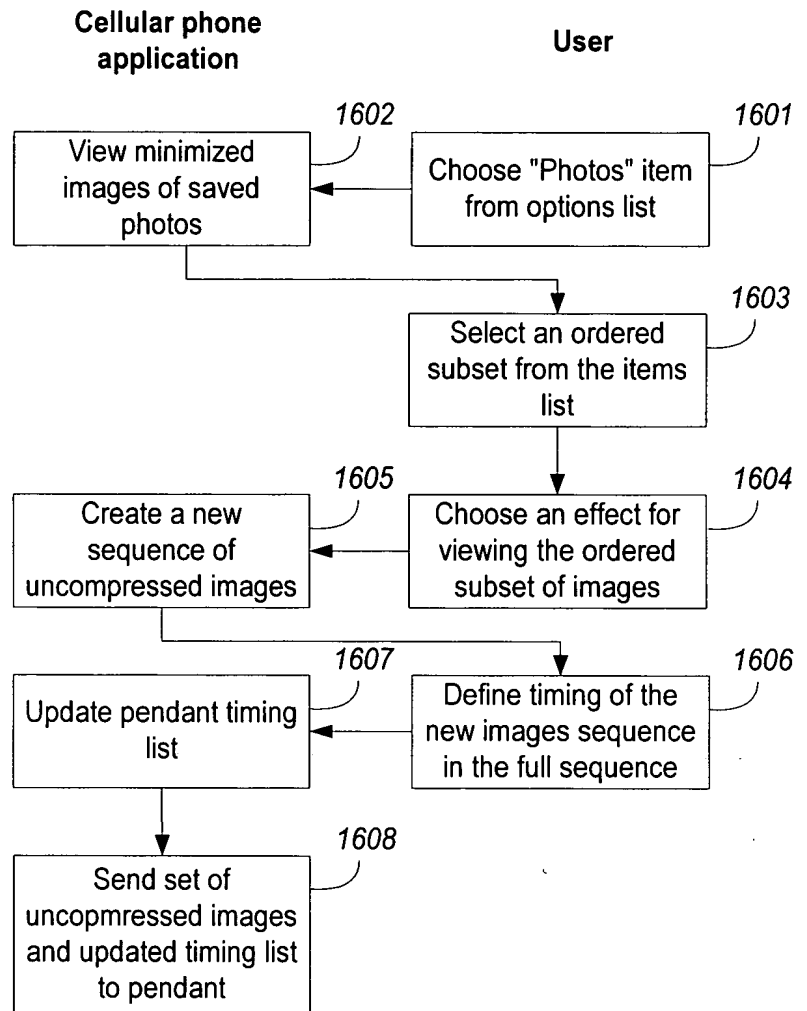 Cellular phone
application
User
1602
1601
View minimized
images of saved
photos
Choose "Photos" item
from options list
1603
Select an ordered
subset from the items
list
1605
1604
Create a new
sequence of
uncompressed images
Choose an effect for
viewing the ordered
subset of images
1607
1606
Update pendant timing
list
Define timing of the
new images sequence
in the full sequence
1608
Send set of
uncopmressed images
and updated timing list
to pendant